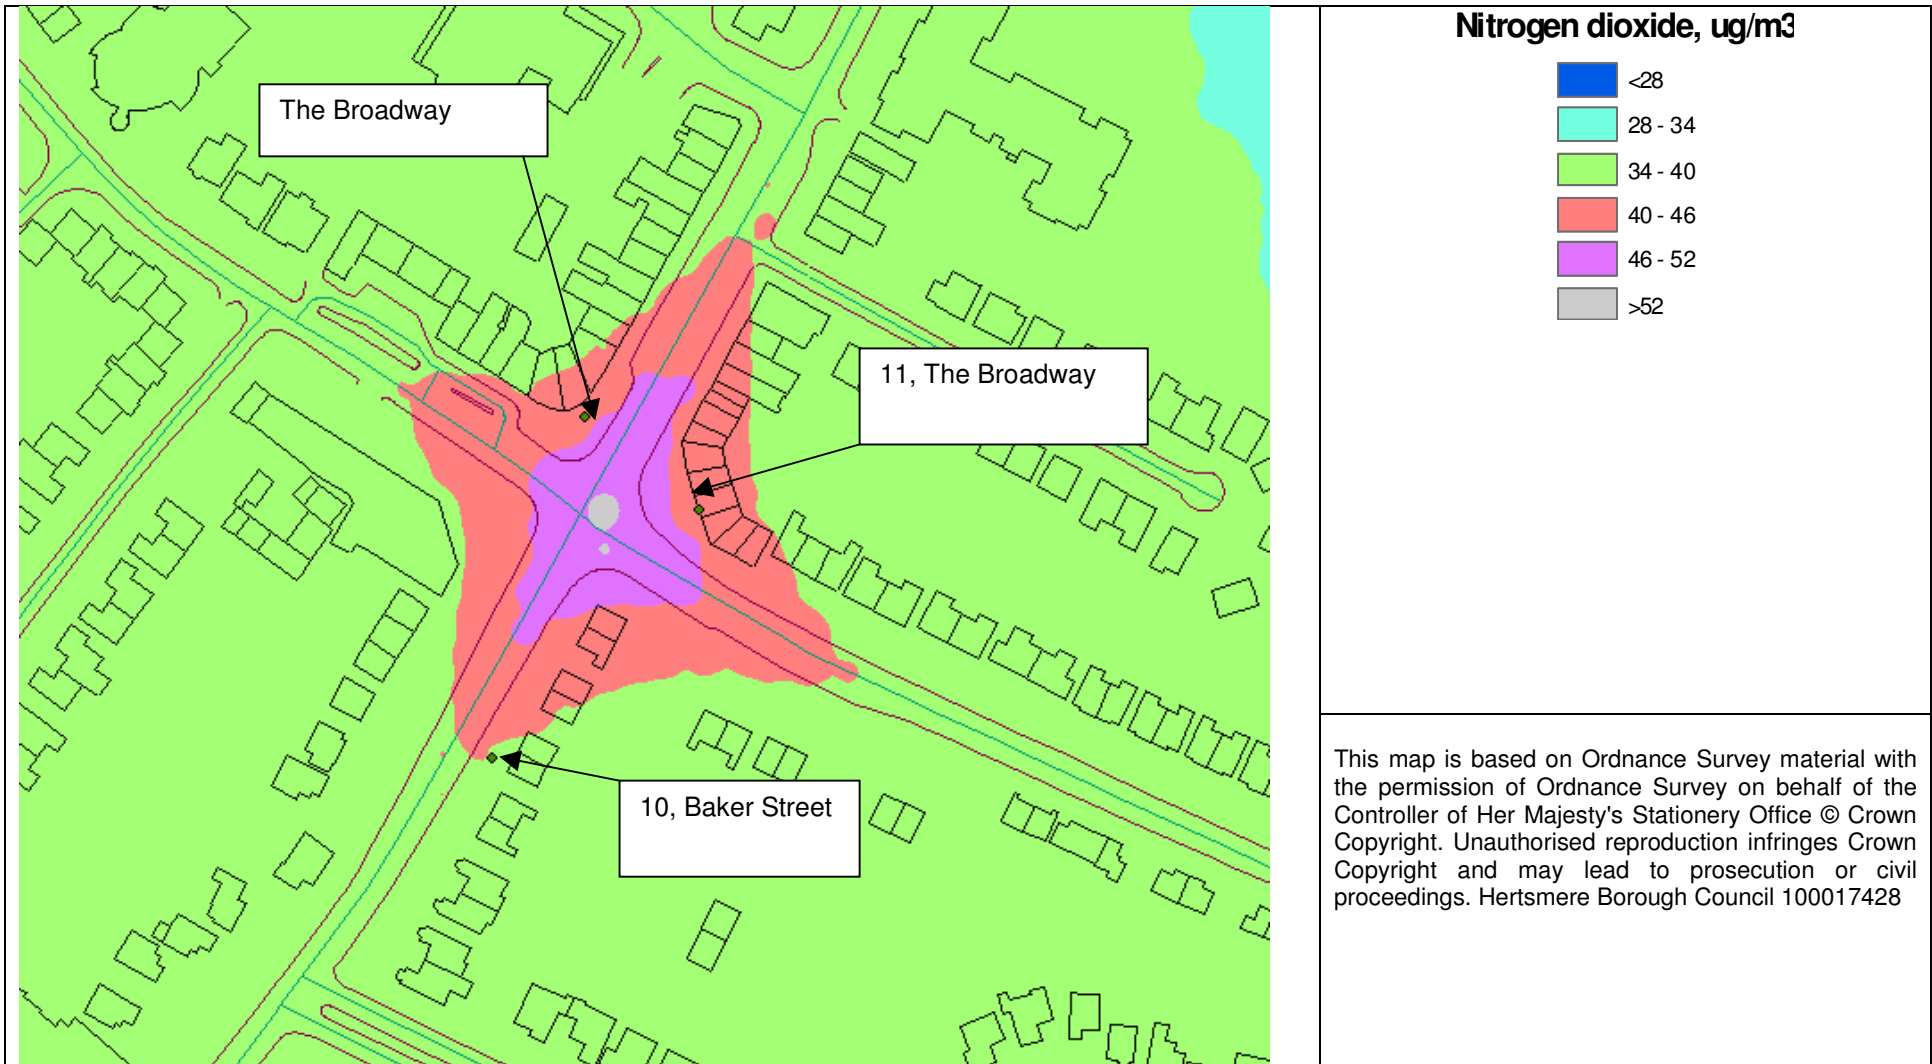 The Broadway
11, The Broadway
10, Baker Street
Nitrogen dioxide, ug/m3
<28
28 - 34
34 - 40
40 - 46
46 - 52
>52
This map is based on Ordnance Survey material with
the permission of Ordnance Survey on behalf of the
Controller of Her Majesty's Stationery Office © Crown
Copyright. Unauthorised reproduction infringes Crown
Copyright and may lead to prosecution or civil
proceedings. Hertsmere Borough Council 100017428